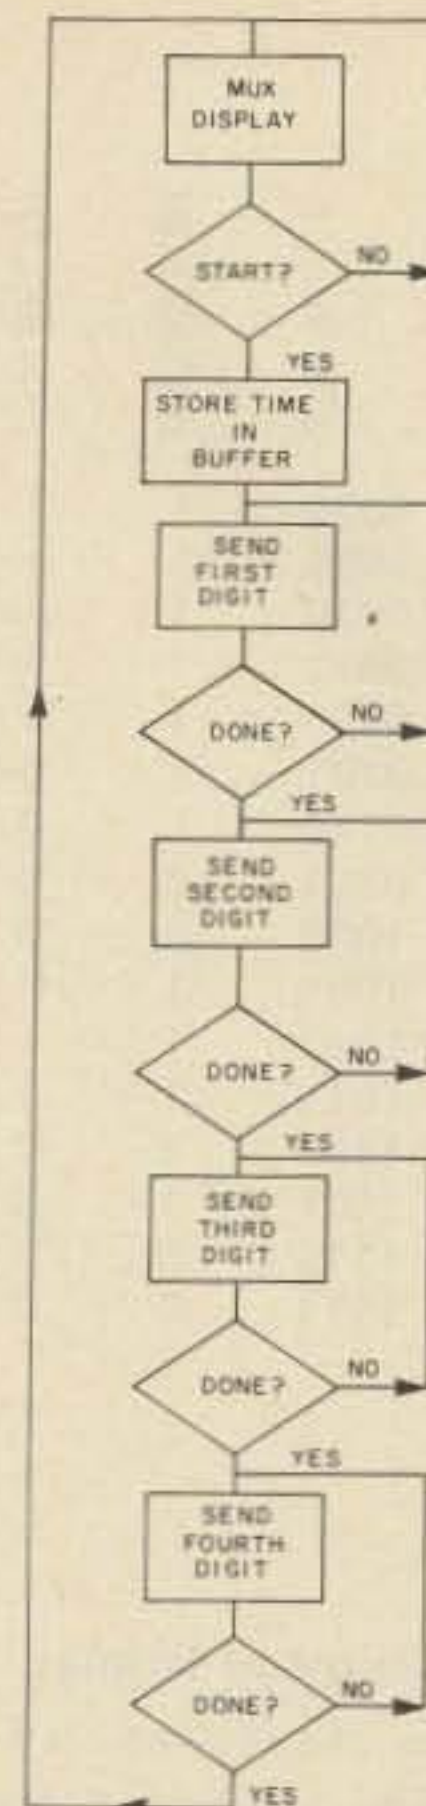 MUX
DISPLAY
START?
NO
YES
STORE TIME
IN
BUFFER
SEND
FIRST
DIGIT
DONE?
NO
YES
SEND
SECOND
DIGIT
DONE?
NO
YES
SEND
THIRD
DIGIT
DONE?
NO
YES
SEND
FOURTH
DIGIT
DONE?
NO
YES